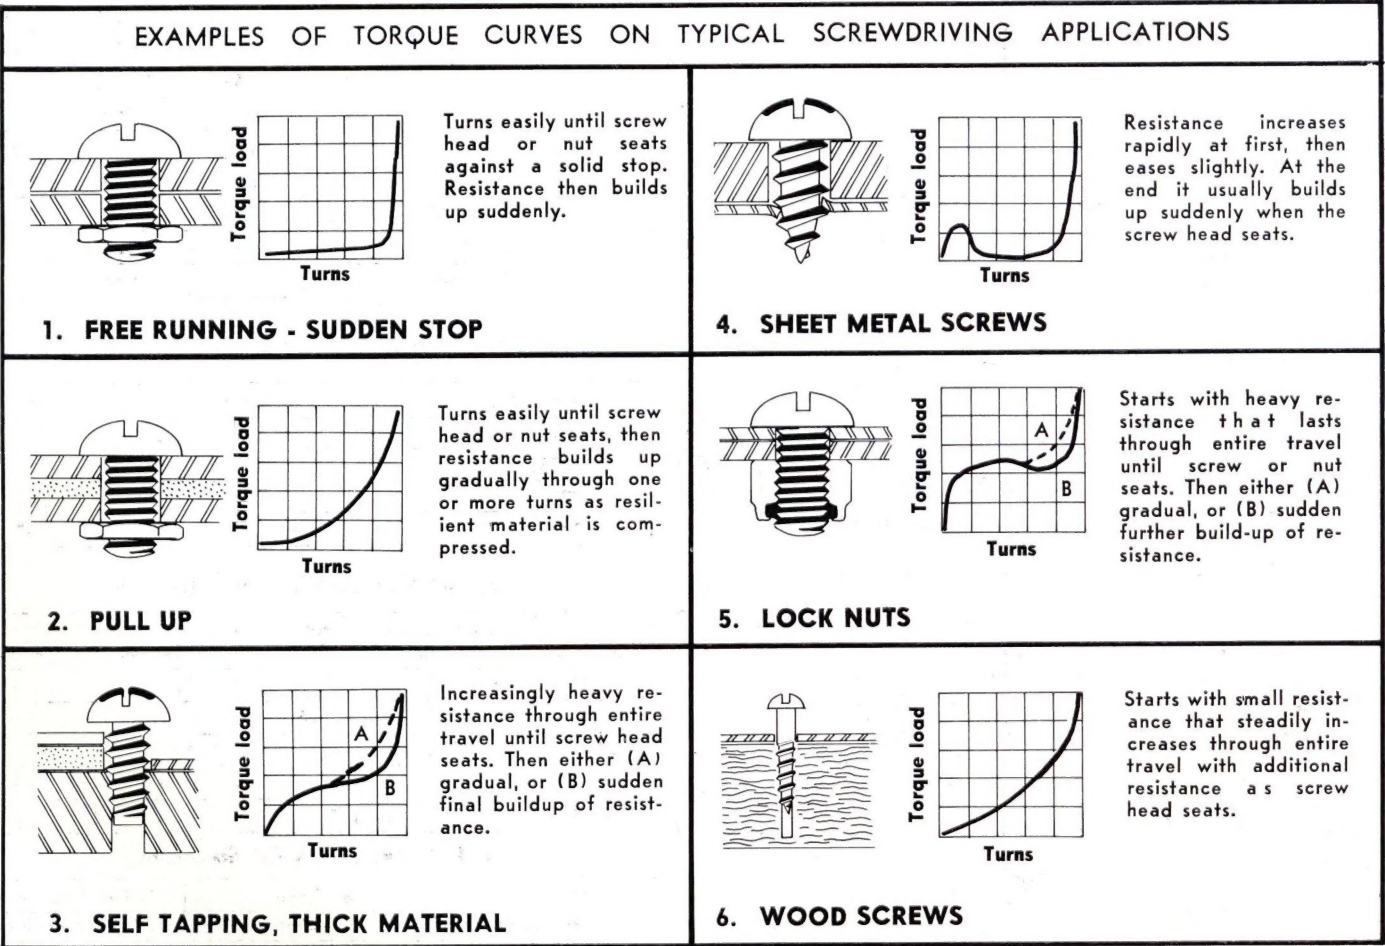 EXAMPLES OF TORQUE CURVES ON TYPICAL SCREWDRIVING APPLICATIONS
Torque load
Turns
Turns easily until screw
head or nut seats
against a solid stop.
Resistance then builds
up suddenly.
1. FREE RUNNING - SUDDEN STOP
Torque load
Turns
Turns easily until screw
head or nut seats, then
resistance builds up
gradually through one
or more turns as resil-
ient material is com-
pressed.
2. PULL UP
Torque load
A
B
Turns
Increasingly heavy re-
sistance through entire
travel until screw head
seats. Then either (A)
gradual, or (B) sudden
final buildup of resist-
ance.
3. SELF TAPPING, THICK MATERIAL
Torque load
Turns
Resistance increases
rapidly at first, then
eases slightly. At the
end it usually builds
up suddenly when the
screw head seats.
4. SHEET METAL SCREWS
Torque load
A
B
Turns
Starts with heavy re-
sistance that lasts
through entire travel
until screw or nut
seats. Then either (A)
gradual, or (B) sudden
further build-up of re-
sistance.
5. LOCK NUTS
Torque load
Turns
Starts with small resist-
ance that steadily in-
creases through entire
travel with additional
resistance as screw
head seats.
6. WOOD SCREWS